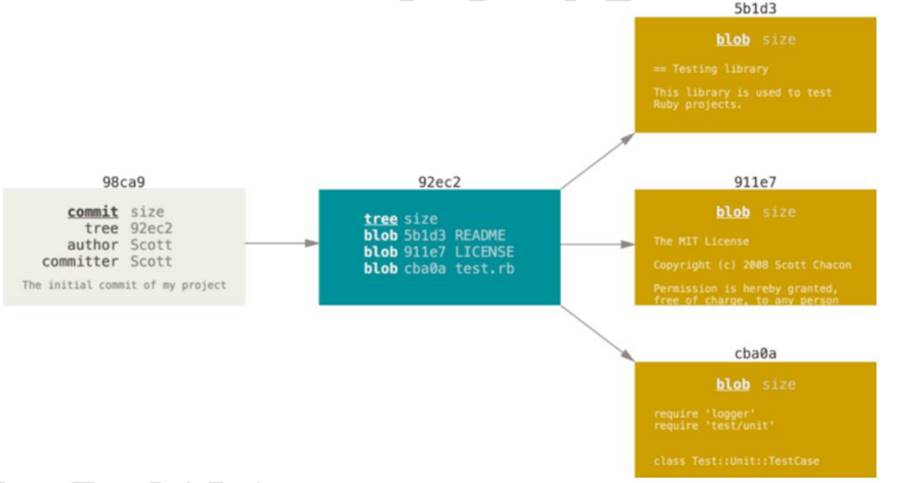 98ca9
commit size
tree 92ec2
author Scott
committer Scott
The initial commit of my project
92ec2
tree size
blob 5b1d3 README
blob 911e7 LICENSE
blob cba0a test.rb
5b1d3
blob size
== Testing library
This library is used to test
Ruby projects.
911e7
blob size
The MIT License
Copyright (c) 2008 Scott Chacon
Permission is hereby granted,
free of charge, to any person
cba0a
blob size
require 'logger'
require 'test/unit'
class Test::Unit::TestCase